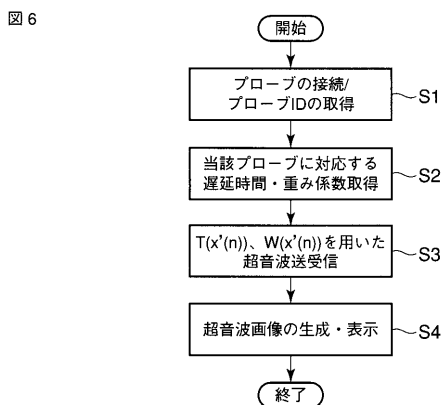 図6
開始
プローブの接続/
プローブIDの取得
S1
当該プローブに対応する
遅延時間・重み係数取得
S2
T(x'(n))、W(x'(n))を用いた
超音波送受信
S3
超音波画像の生成・表示
S4
終了